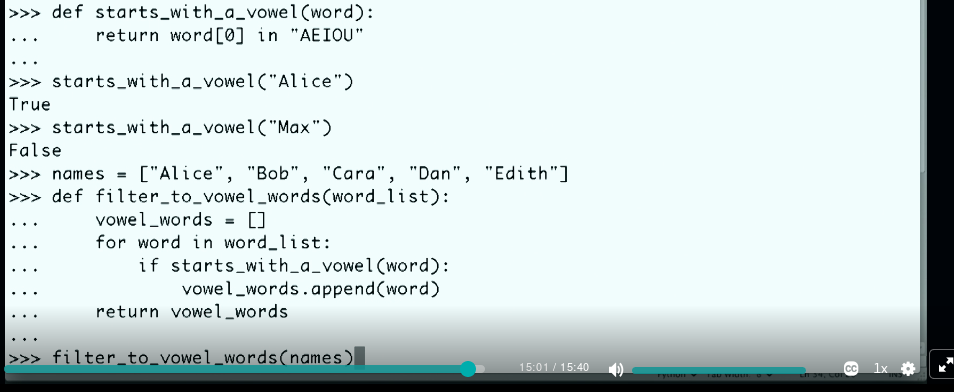 >>> def starts_with_a_vowel(word):
...     return word[0] in "AEIOU"
...
>>> starts_with_a_vowel("Alice")
True
>>> starts_with_a_vowel("Max")
False
>>> names = ["Alice", "Bob", "Cara", "Dan", "Edith"]
>>> def filter_to_vowel_words(word_list):
...     vowel_words = []
...     for word in word_list:
...         if starts_with_a_vowel(word):
...             vowel_words.append(word)
...     return vowel_words
...
>>> filter_to_vowel_words(names)
15:01 / 15:40 CC 1x
Python Tab Width: 8